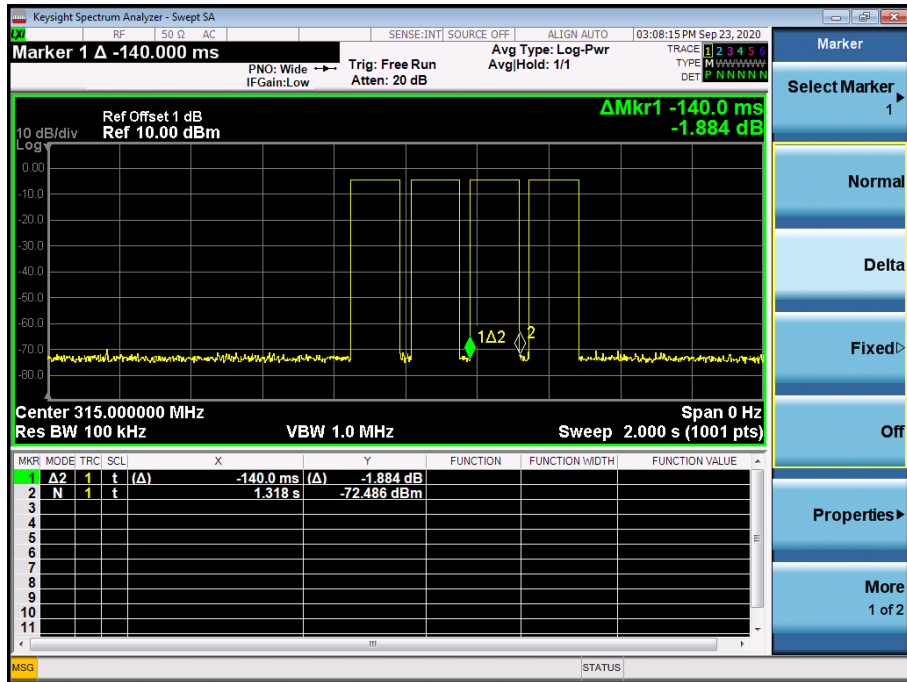 Keysight Spectrum Analyzer - Swept SA
LXI RF 50 Ω AC SENSE:INT SOURCE OFF ALIGN AUTO 03:08:15 PM Sep 23, 2020
Marker 1 Δ -140.000 ms
PNO: Wide
IFGain:Low
Trig: Free Run
Atten: 20 dB
Avg Type: Log-Pwr
Avg|Hold: 1/1
TRACE 1 2 3 4 5 6
TYPE M WWWWW
DET P N N N N N
ΔMkr1 -140.0 ms
-1.884 dB
Ref Offset 1 dB
10 dB/div Ref 10.00 dBm
Log
0.00
-10.0
-20.0
-30.0
-40.0
-50.0
-60.0
-70.0
-80.0
1Δ2
2
Center 315.000000 MHz Span 0 Hz
Res BW 100 kHz VBW 1.0 MHz Sweep 2.000 s (1001 pts)
MKR MODE TRC SCL X Y FUNCTION FUNCTION WIDTH FUNCTION VALUE
1 Δ2 1 t (Δ) -140.0 ms (Δ) -1.884 dB
2 N 1 t 1.318 s -72.486 dBm
3
4
5
6
7
8
9
10
11
MSG STATUS
Marker
Select Marker
1
Normal
Delta
Fixed
Off
Properties
More
1 of 2